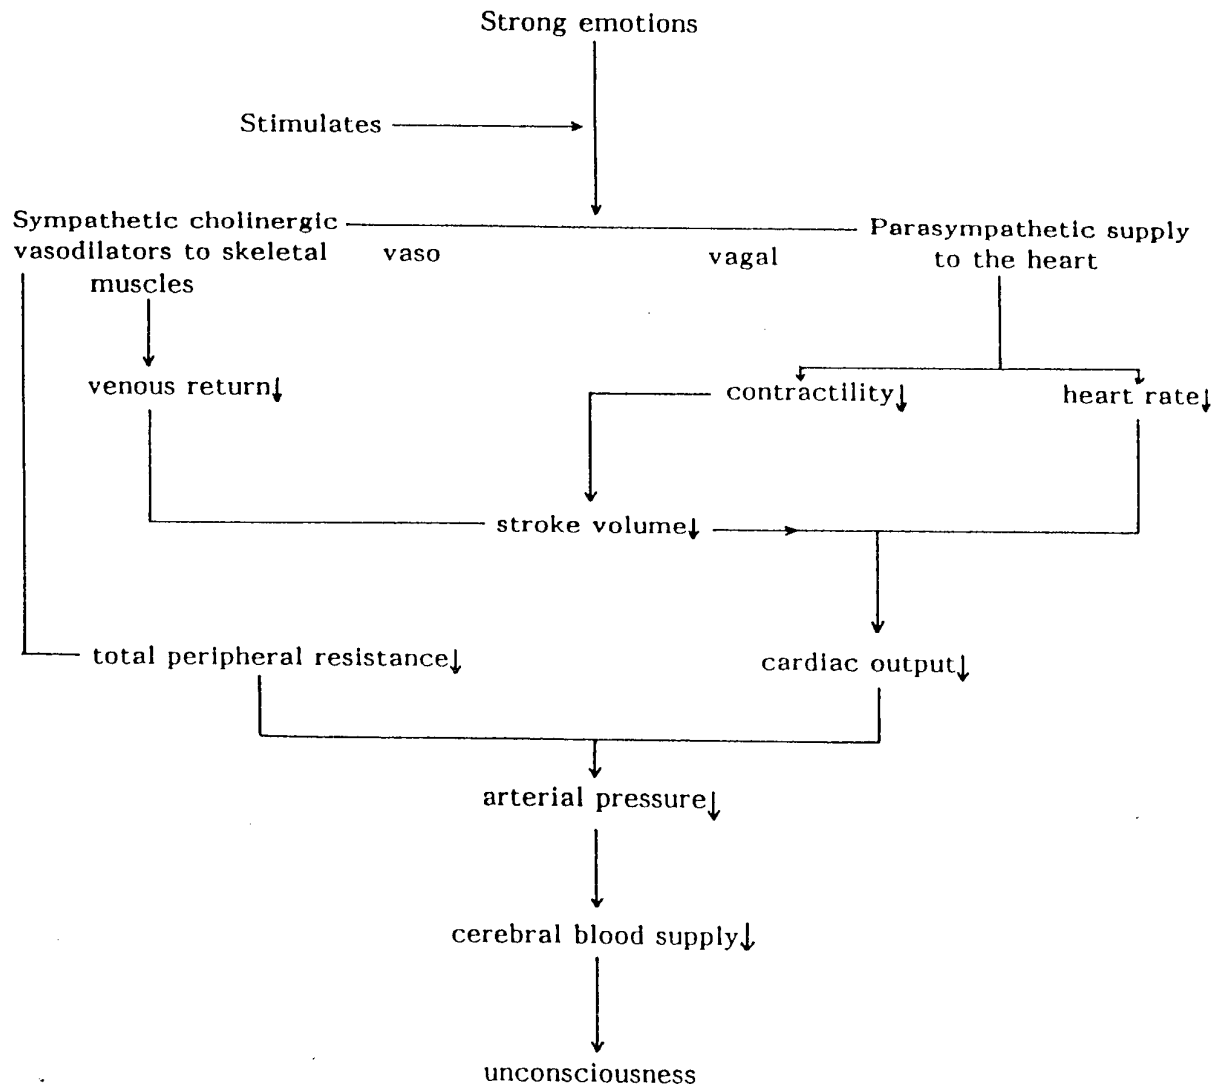 Strong emotions
Stimulates
Sympathetic cholinergic
vasodilators to skeletal
muscles
vaso
vagal
Parasympathetic supply
to the heart
venous return↓
contractility↓
heart rate↓
stroke volume↓
total peripheral resistance↓
cardiac output↓
arterial pressure↓
cerebral blood supply↓
unconsciousness